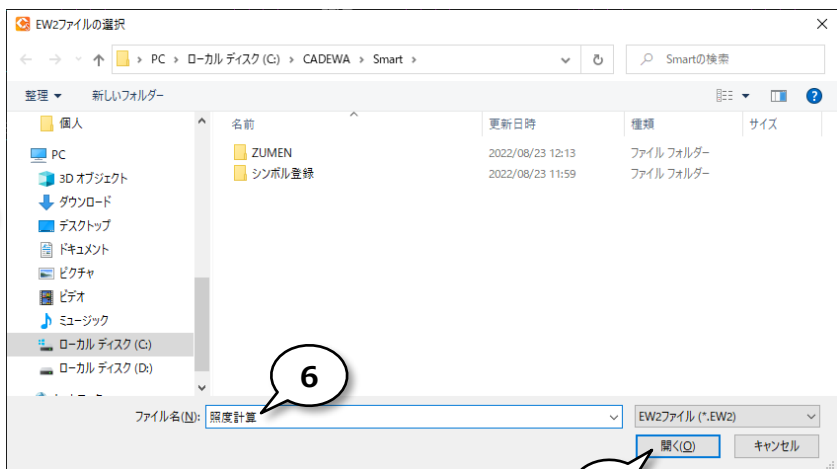 EW2ファイルの選択
PC › ローカル ディスク (C:) › CADEWA › Smart ›
Smartの検索
整理 新しいフォルダー
名前 更新日時 種類 サイズ
ZUMEN 2022/08/23 12:13 ファイル フォルダー
シンボル登録 2022/08/23 11:59 ファイル フォルダー
個人
PC
3D オブジェクト
ダウンロード
デスクトップ
ドキュメント
ピクチャ
ビデオ
ミュージック
ローカル ディスク (C:)
ローカル ディスク (D:)
6
ファイル名(N): 照度計算 EW2ファイル (*.EW2)
開く(O) キャンセル